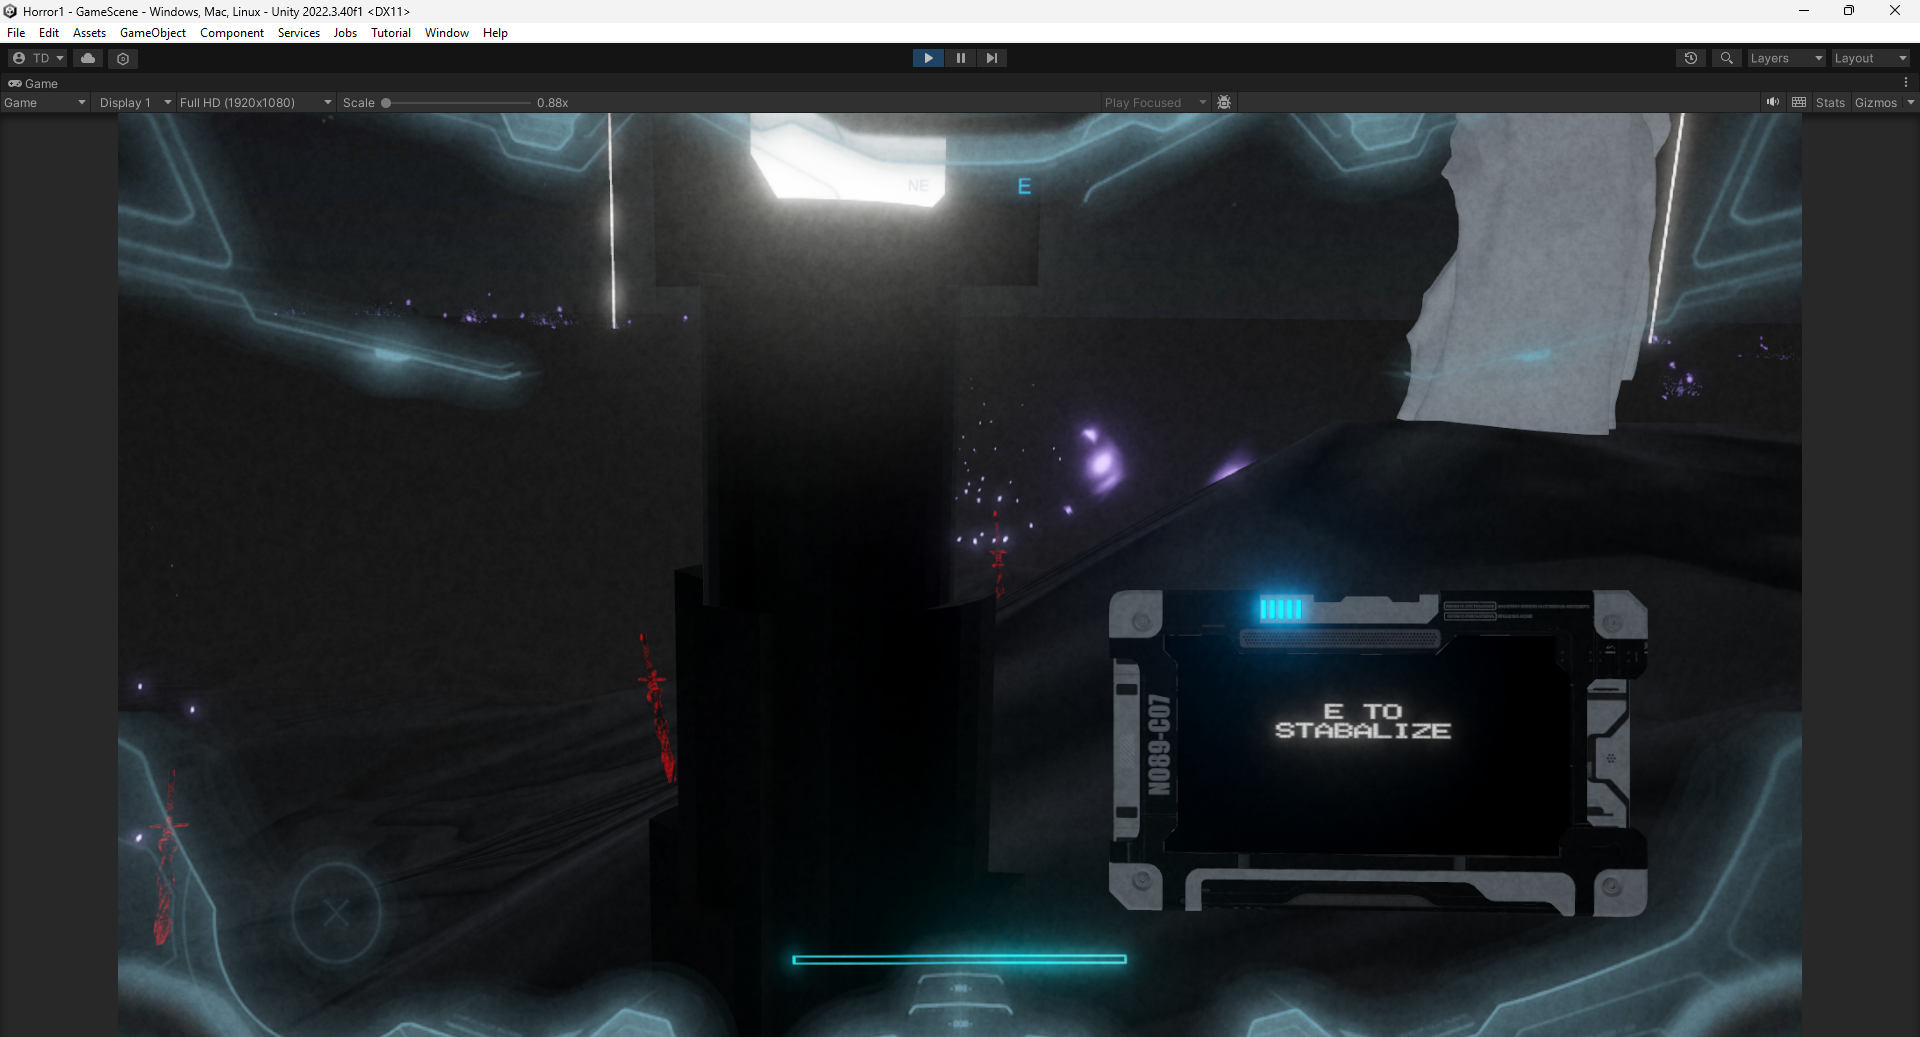 Horror1 - GameScene - Windows, Mac, Linux - Unity 2022.3.40f1 <DX11>
File Edit Assets GameObject Component Services Jobs Tutorial Window Help
TD Layers Layout
Game
Game Display 1 Full HD (1920x1080) Scale 0.88x Play Focused Stats Gizmos
NE E
E TO
STABALIZE
N089-C07